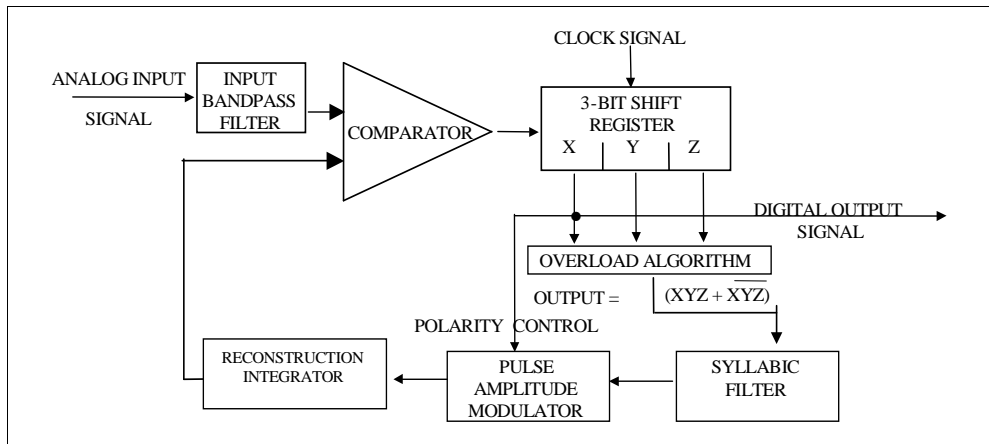 CLOCK SIGNAL
ANALOG INPUT
SIGNAL
INPUT
BANDPASS
FILTER
COMPARATOR
3-BIT SHIFT
REGISTER
X Y Z
DIGITAL OUTPUT
SIGNAL
OVERLOAD ALGORITHM
OUTPUT = (XYZ + X̅Y̅Z̅)
POLARITY CONTROL
RECONSTRUCTION
INTEGRATOR
PULSE
AMPLITUDE
MODULATOR
SYLLABIC
FILTER